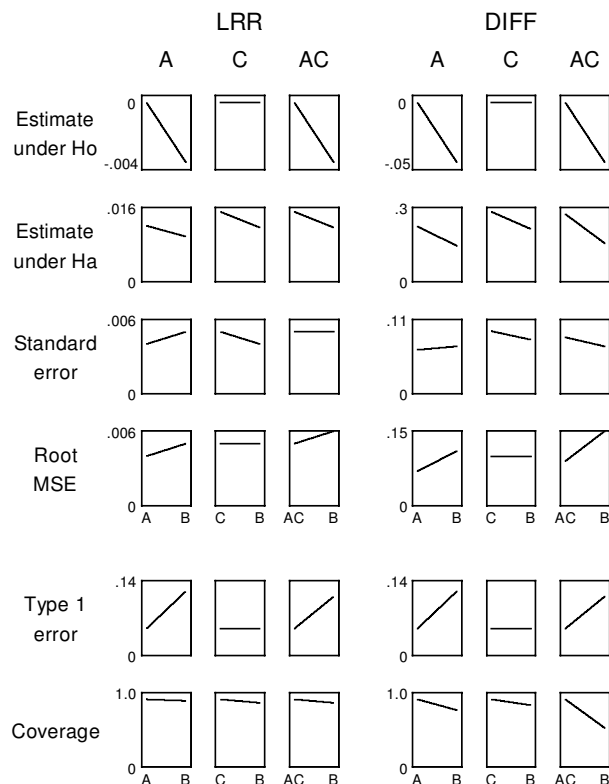 LRR DIFF
A C AC A C AC
Estimate
under Ho
0
-.004
0
-.05
Estimate
under Ha
.016
0
.3
0
Standard
error
.006
0
.11
0
Root
MSE
.006
0
.15
0
A B C B AC B A B C B AC B
Type 1
error
.14
0
.14
0
Coverage
1.0
0
1.0
0
A B C B AC B A B C B AC B